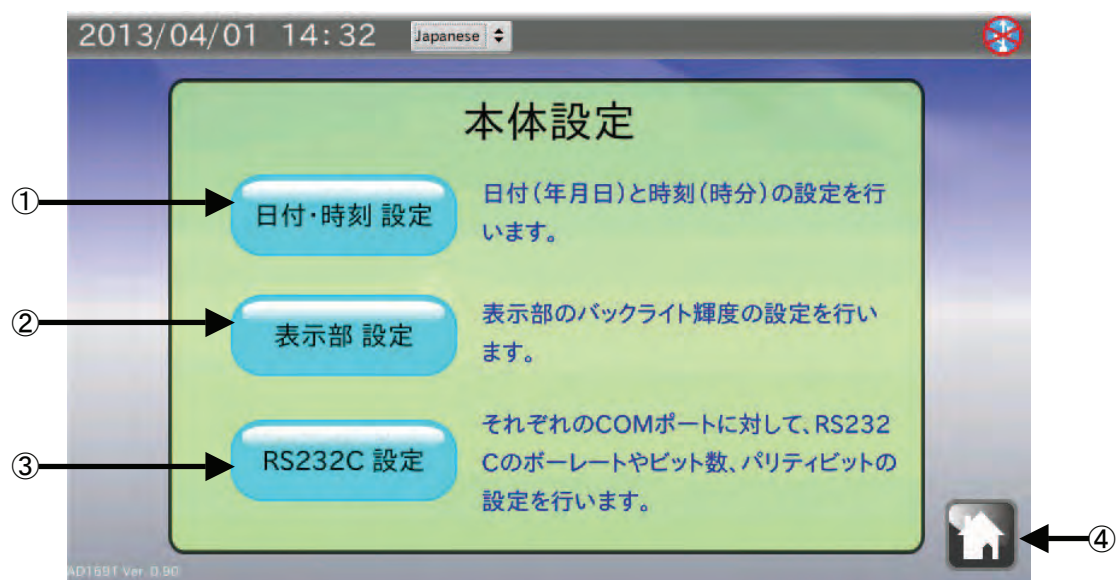 2013/04/01 14:32 Japanese
本体設定
① 日付・時刻 設定
日付(年月日)と時刻(時分)の設定を行
います。
② 表示部 設定
表示部のバックライト輝度の設定を行い
ます。
③ RS232C 設定
それぞれのCOMポートに対して、RS232
Cのボーレートやビット数、パリティビットの
設定を行います。
④
AD1691 Ver. 0.90